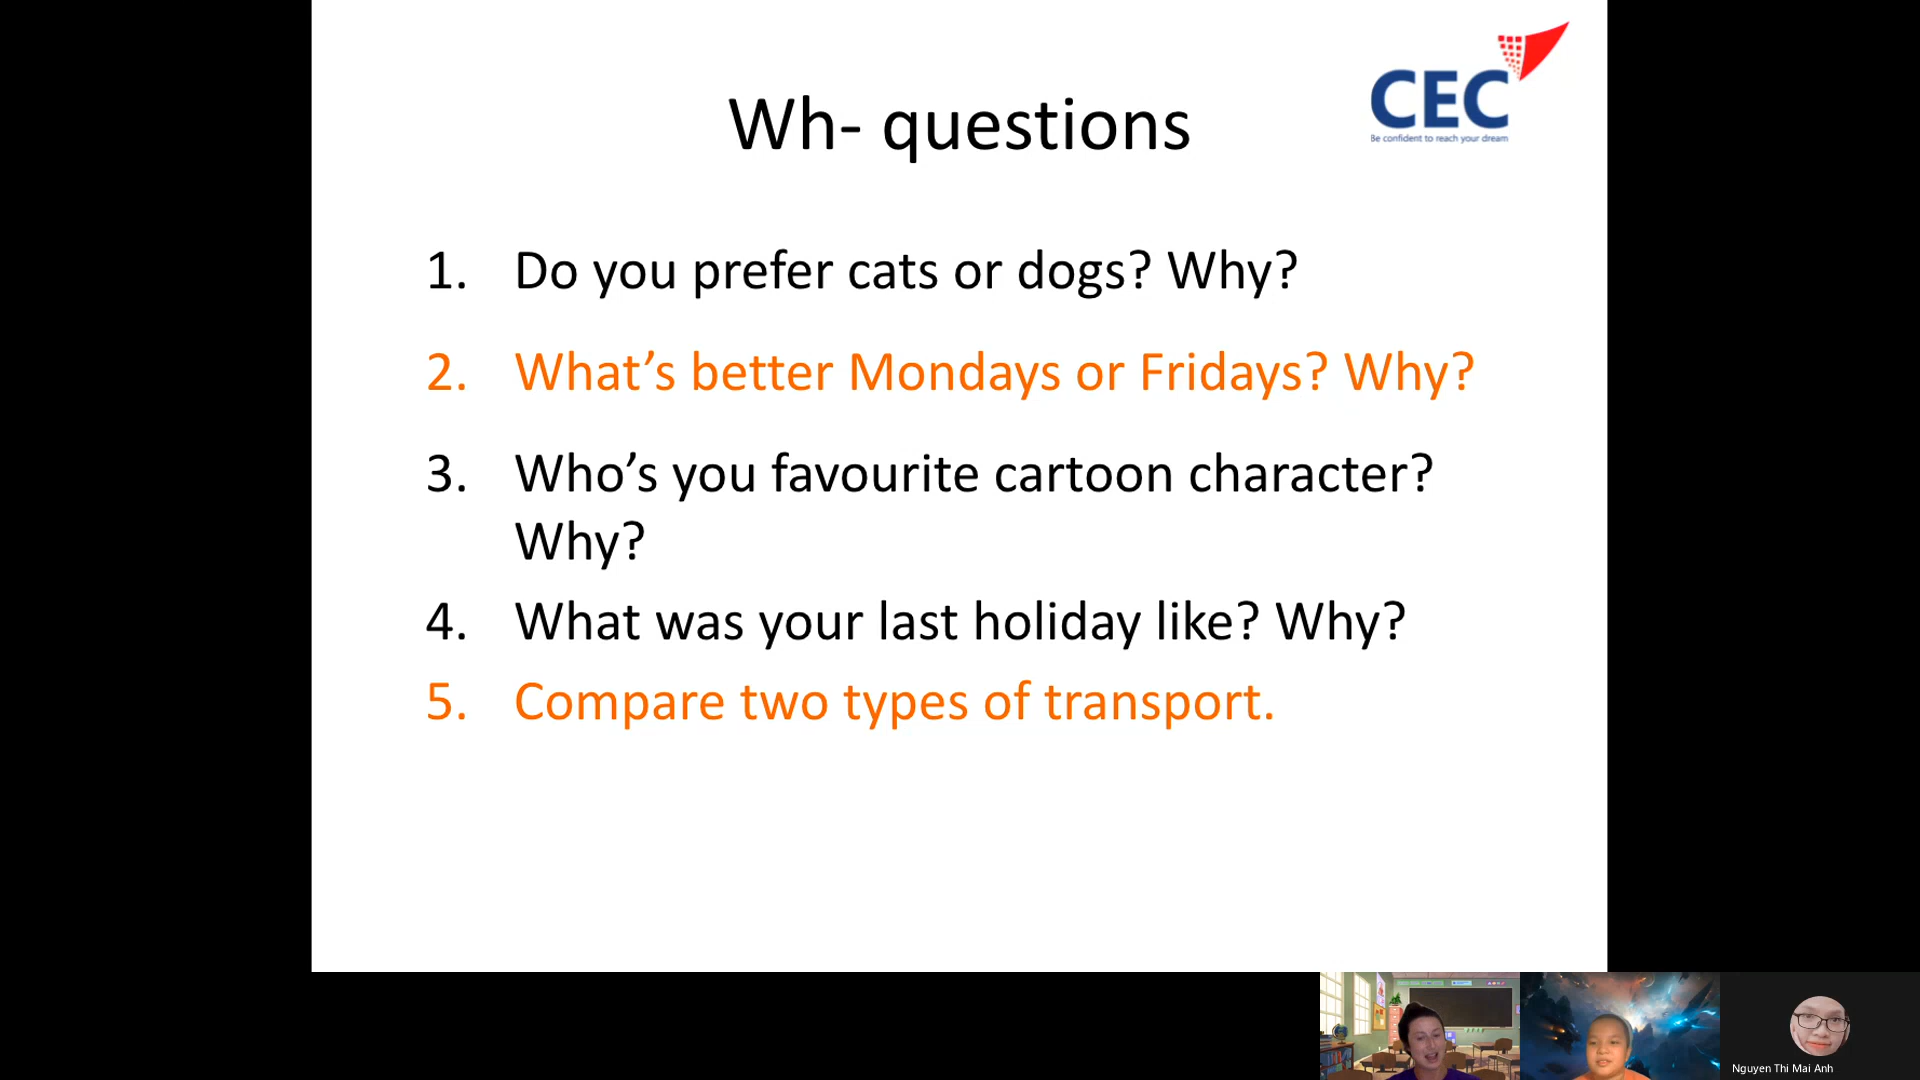 Wh- questions
CEC
Be confident to reach your dream
1. Do you prefer cats or dogs? Why?
2. What’s better Mondays or Fridays? Why?
3. Who’s you favourite cartoon character?
Why?
4. What was your last holiday like? Why?
5. Compare two types of transport.
Nguyen Thi Mai Anh